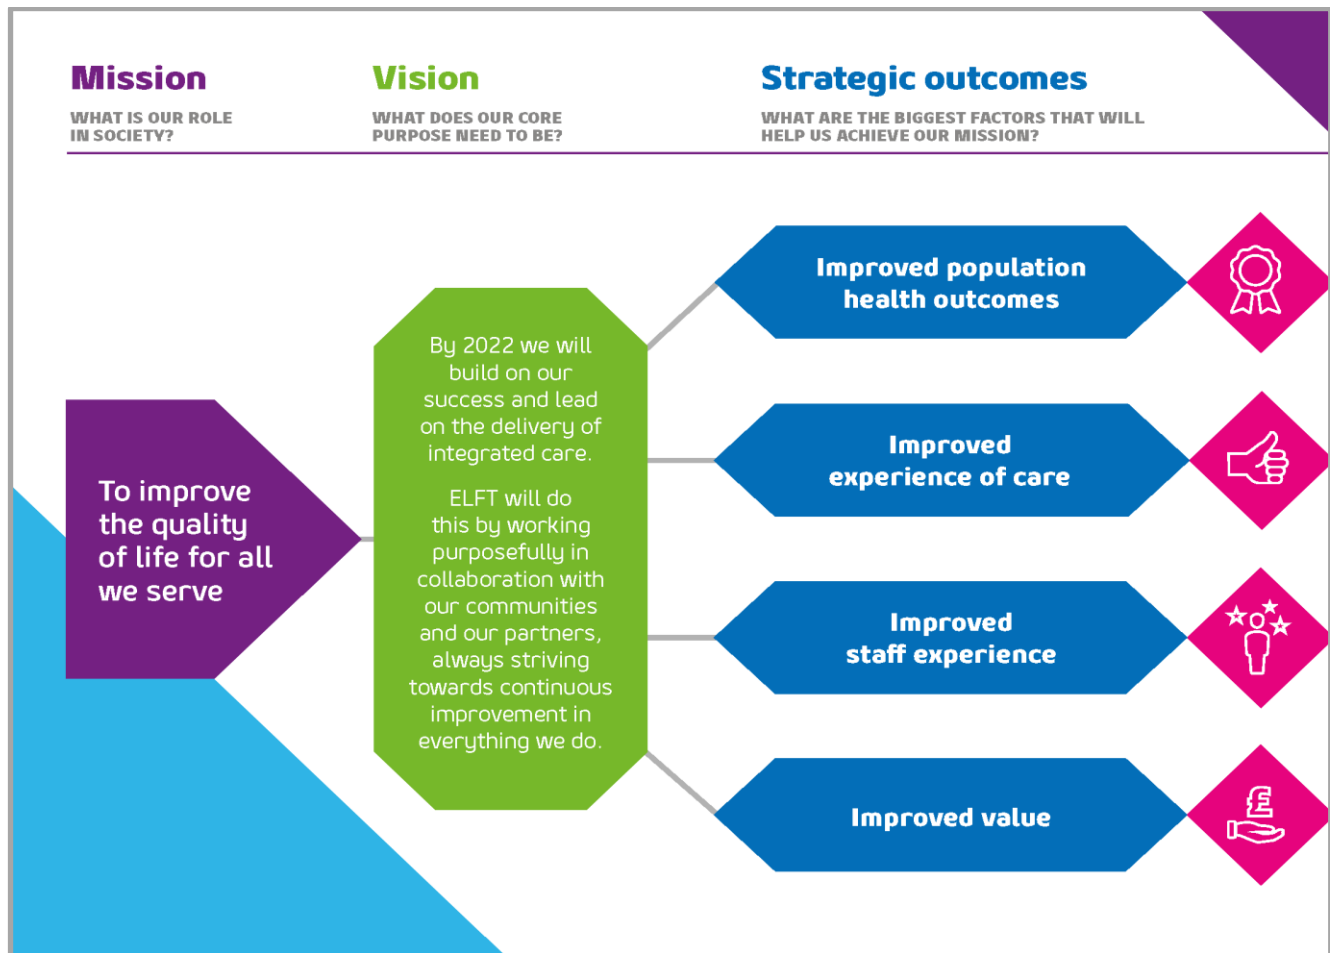 Mission
WHAT IS OUR ROLE
IN SOCIETY?
Vision
WHAT DOES OUR CORE
PURPOSE NEED TO BE?
Strategic outcomes
WHAT ARE THE BIGGEST FACTORS THAT WILL
HELP US ACHIEVE OUR MISSION?
To improve
the quality
of life for all
we serve
By 2022 we will
build on our
success and lead
on the delivery of
integrated care.
ELFT will do
this by working
purposefully in
collaboration with
our communities
and our partners,
always striving
towards continuous
improvement in
everything we do.
Improved population
health outcomes
Improved
experience of care
Improved
staff experience
Improved value
£